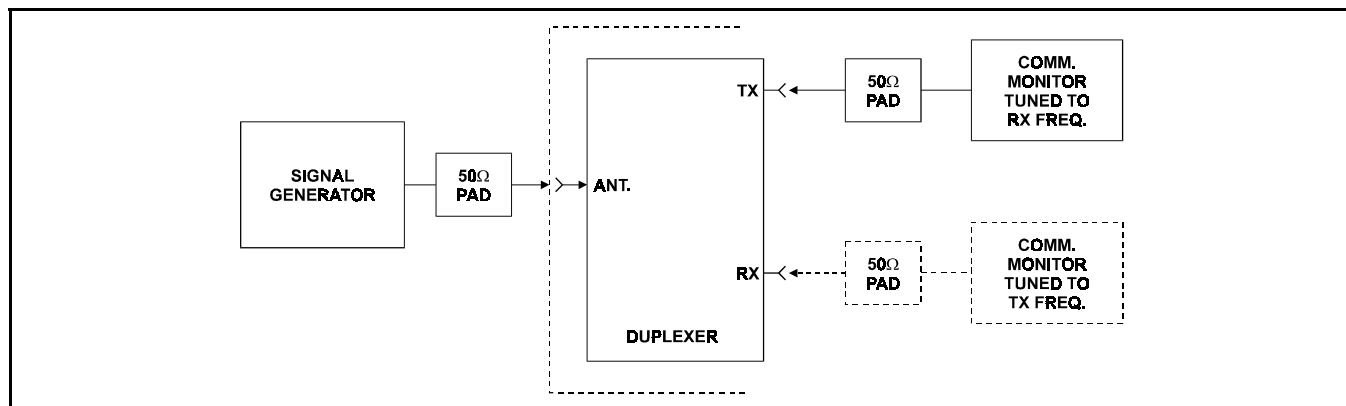 SIGNAL
GENERATOR
50Ω
PAD
ANT.
TX
RX
DUPLEXER
50Ω
PAD
COMM.
MONITOR
TUNED TO
RX FREQ.
50Ω
PAD
COMM.
MONITOR
TUNED TO
TX FREQ.